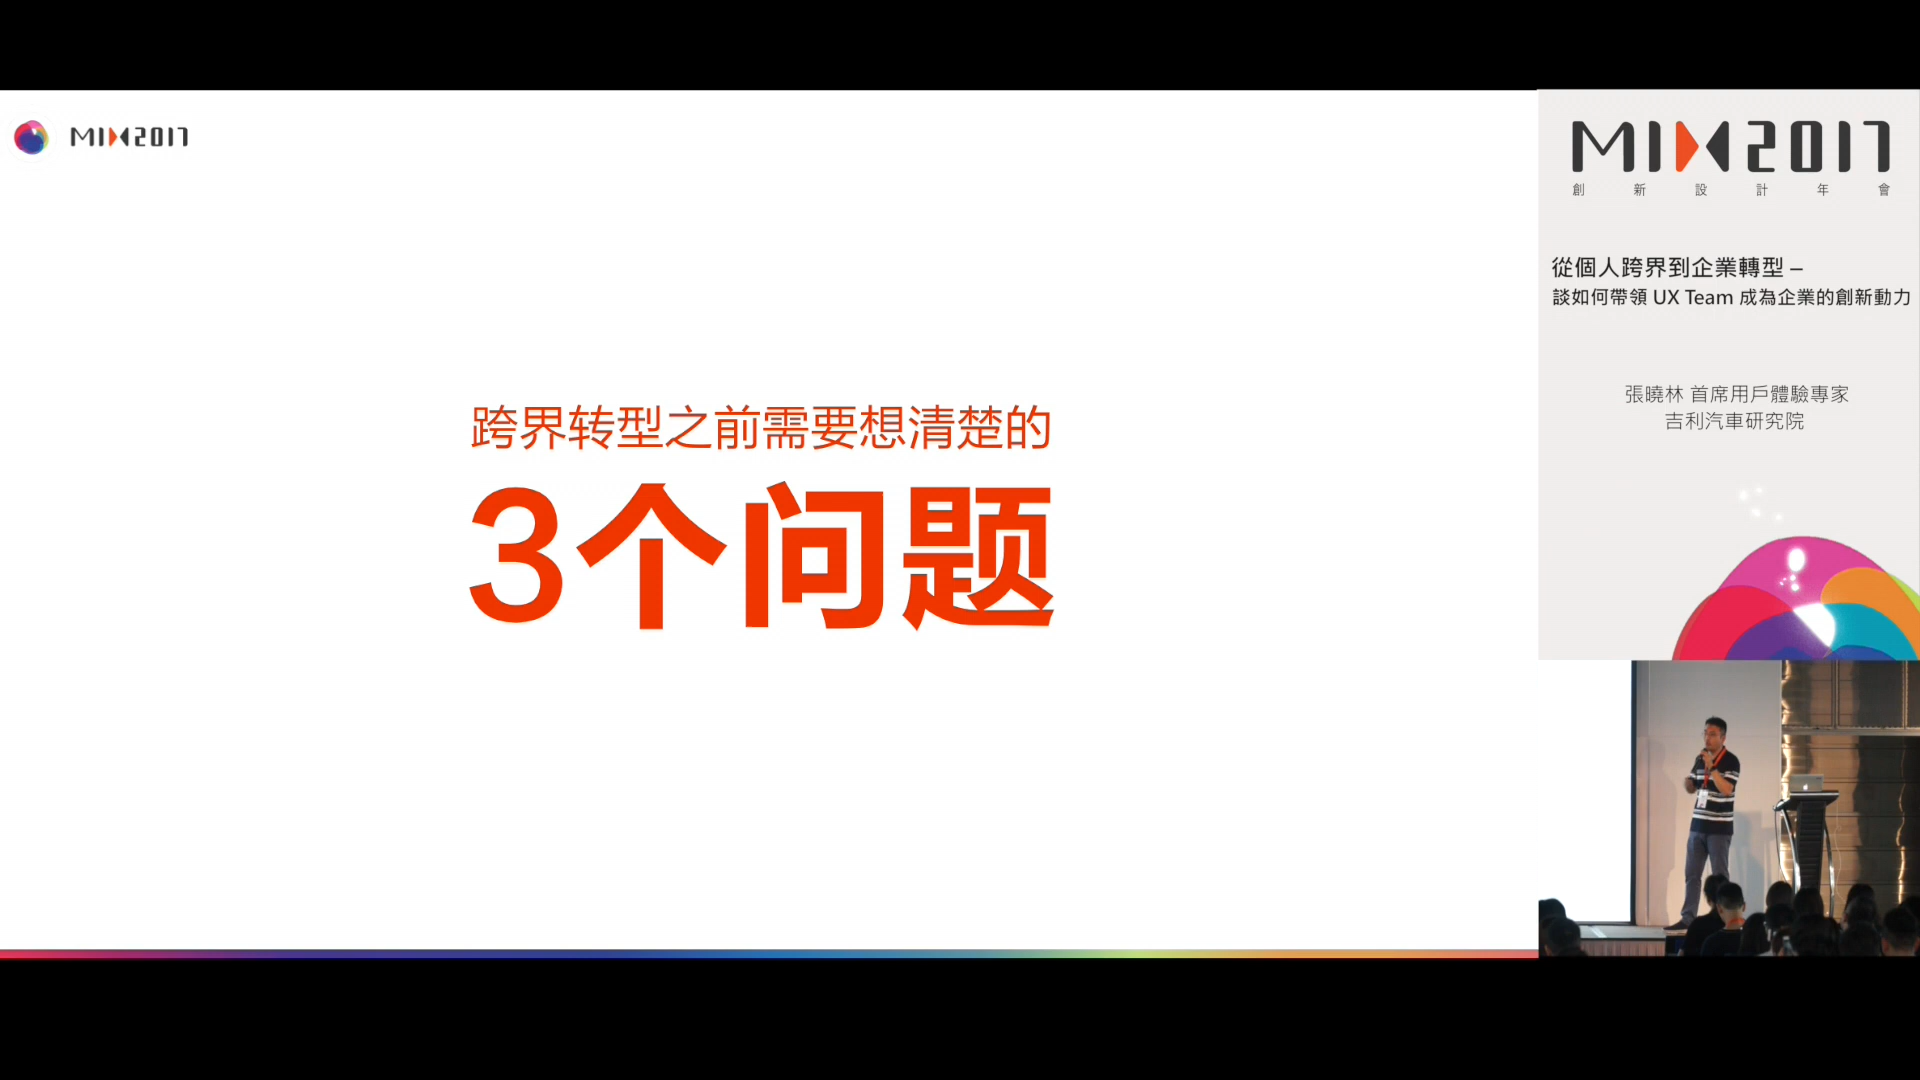 MIX2017
跨界转型之前需要想清楚的
3个问题
MIX2017
創新設計年會
從個人跨界到企業轉型 –
談如何帶領 UX Team 成為企業的創新動力
張曉林 首席用戶體驗專家
吉利汽車研究院